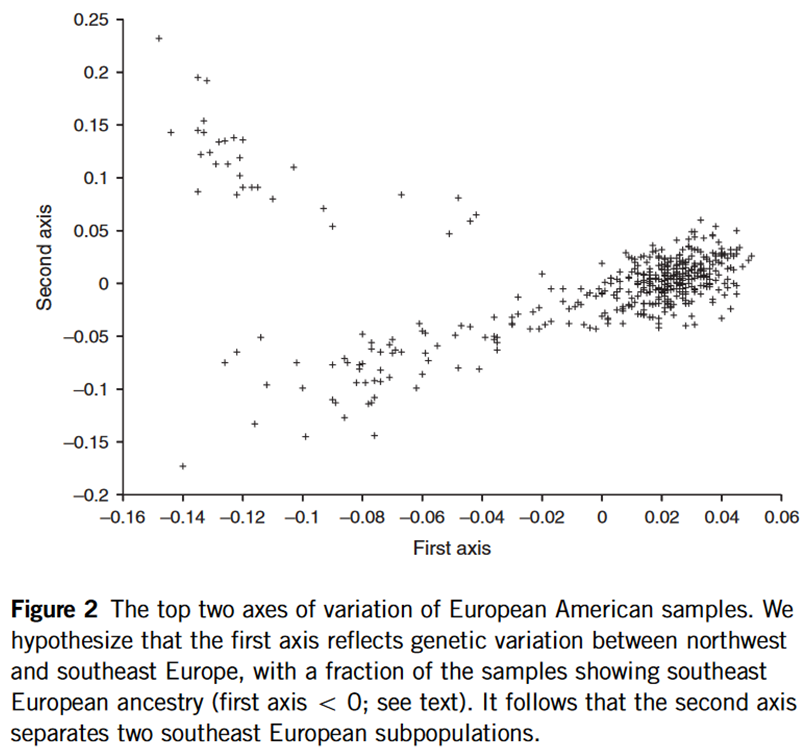 0.25
0.2
0.15
0.1
0.05
0
−0.05
−0.1
−0.15
−0.2
Second axis
−0.16 −0.14 −0.12 −0.1 −0.08 −0.06 −0.04 −0.02 0 0.02 0.04 0.06
First axis
Figure 2 The top two axes of variation of European American samples. We
hypothesize that the first axis reflects genetic variation between northwest
and southeast Europe, with a fraction of the samples showing southeast
European ancestry (first axis < 0; see text). It follows that the second axis
separates two southeast European subpopulations.